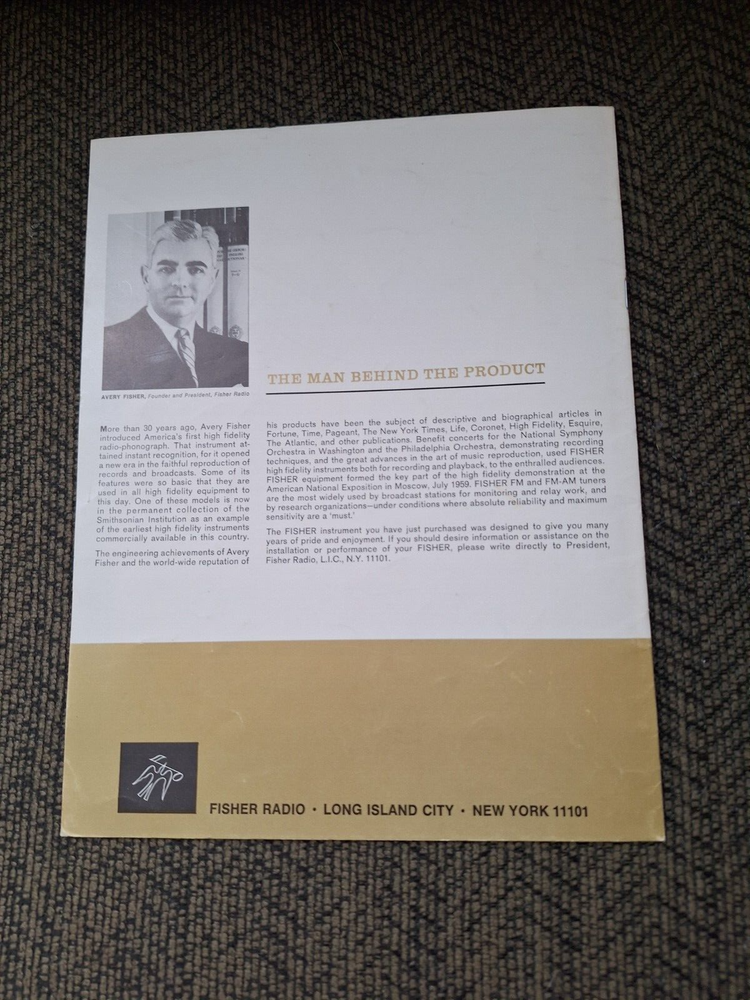 AVERY FISHER, Founder and President, Fisher Radio
THE MAN BEHIND THE PRODUCT
More than 30 years ago, Avery Fisher
introduced America's first high fidelity
radio-phonograph. That instrument at-
tained instant recognition, for it opened
a new era in the faithful reproduction of
records and broadcasts. Some of its
features were so basic that they are
used in all high fidelity equipment to
this day. One of these models is now
in the permanent collection of the
Smithsonian Institution as an example
of the earliest high fidelity instruments
commercially available in this country.
The engineering achievements of Avery
Fisher and the world-wide reputation of
his products have been the subject of descriptive and biographical articles in
Fortune, Time, Pageant, The New York Times, Life, Coronet, High Fidelity, Esquire,
The Atlantic, and other publications. Benefit concerts for the National Symphony
Orchestra in Washington and the Philadelphia Orchestra, demonstrating recording
techniques, and the great advances in the art of music reproduction, used FISHER
high fidelity instruments both for recording and playback, to the enthralled audiences.
FISHER equipment formed the key part of the high fidelity demonstration at the
American National Exposition in Moscow, July 1959. FISHER FM and FM-AM tuners
are the most widely used by broadcast stations for monitoring and relay work, and
by research organizations—under conditions where absolute reliability and maximum
sensitivity are a 'must.'
The FISHER instrument you have just purchased was designed to give you many
years of pride and enjoyment. If you should desire information or assistance on the
installation or performance of your FISHER, please write directly to President,
Fisher Radio, L.I.C., N.Y. 11101.
FISHER RADIO • LONG ISLAND CITY • NEW YORK 11101